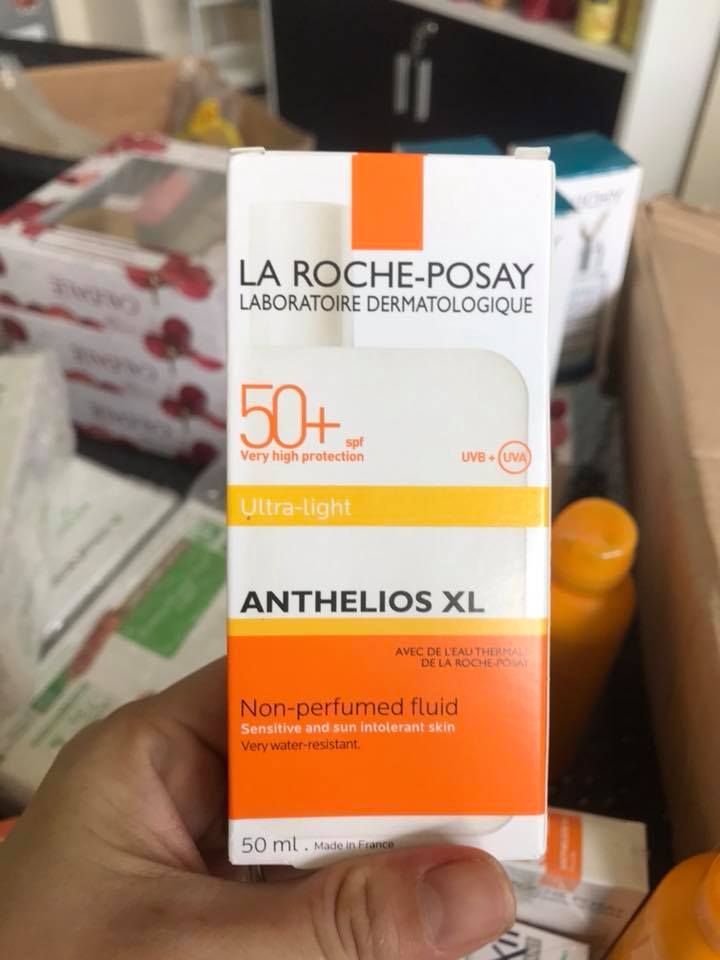 LA ROCHE-POSAY
LABORATOIRE DERMATOLOGIQUE
50+ spf
Very high protection
UVB + UVA
Ultra-light
ANTHELIOS XL
AVEC DE L'EAU THERMALE
DE LA ROCHE-POSAY
Non-perfumed fluid
Sensitive and sun intolerant skin
Very water-resistant.
50 ml . Made in France
CAUDALIE
CAUDALIE